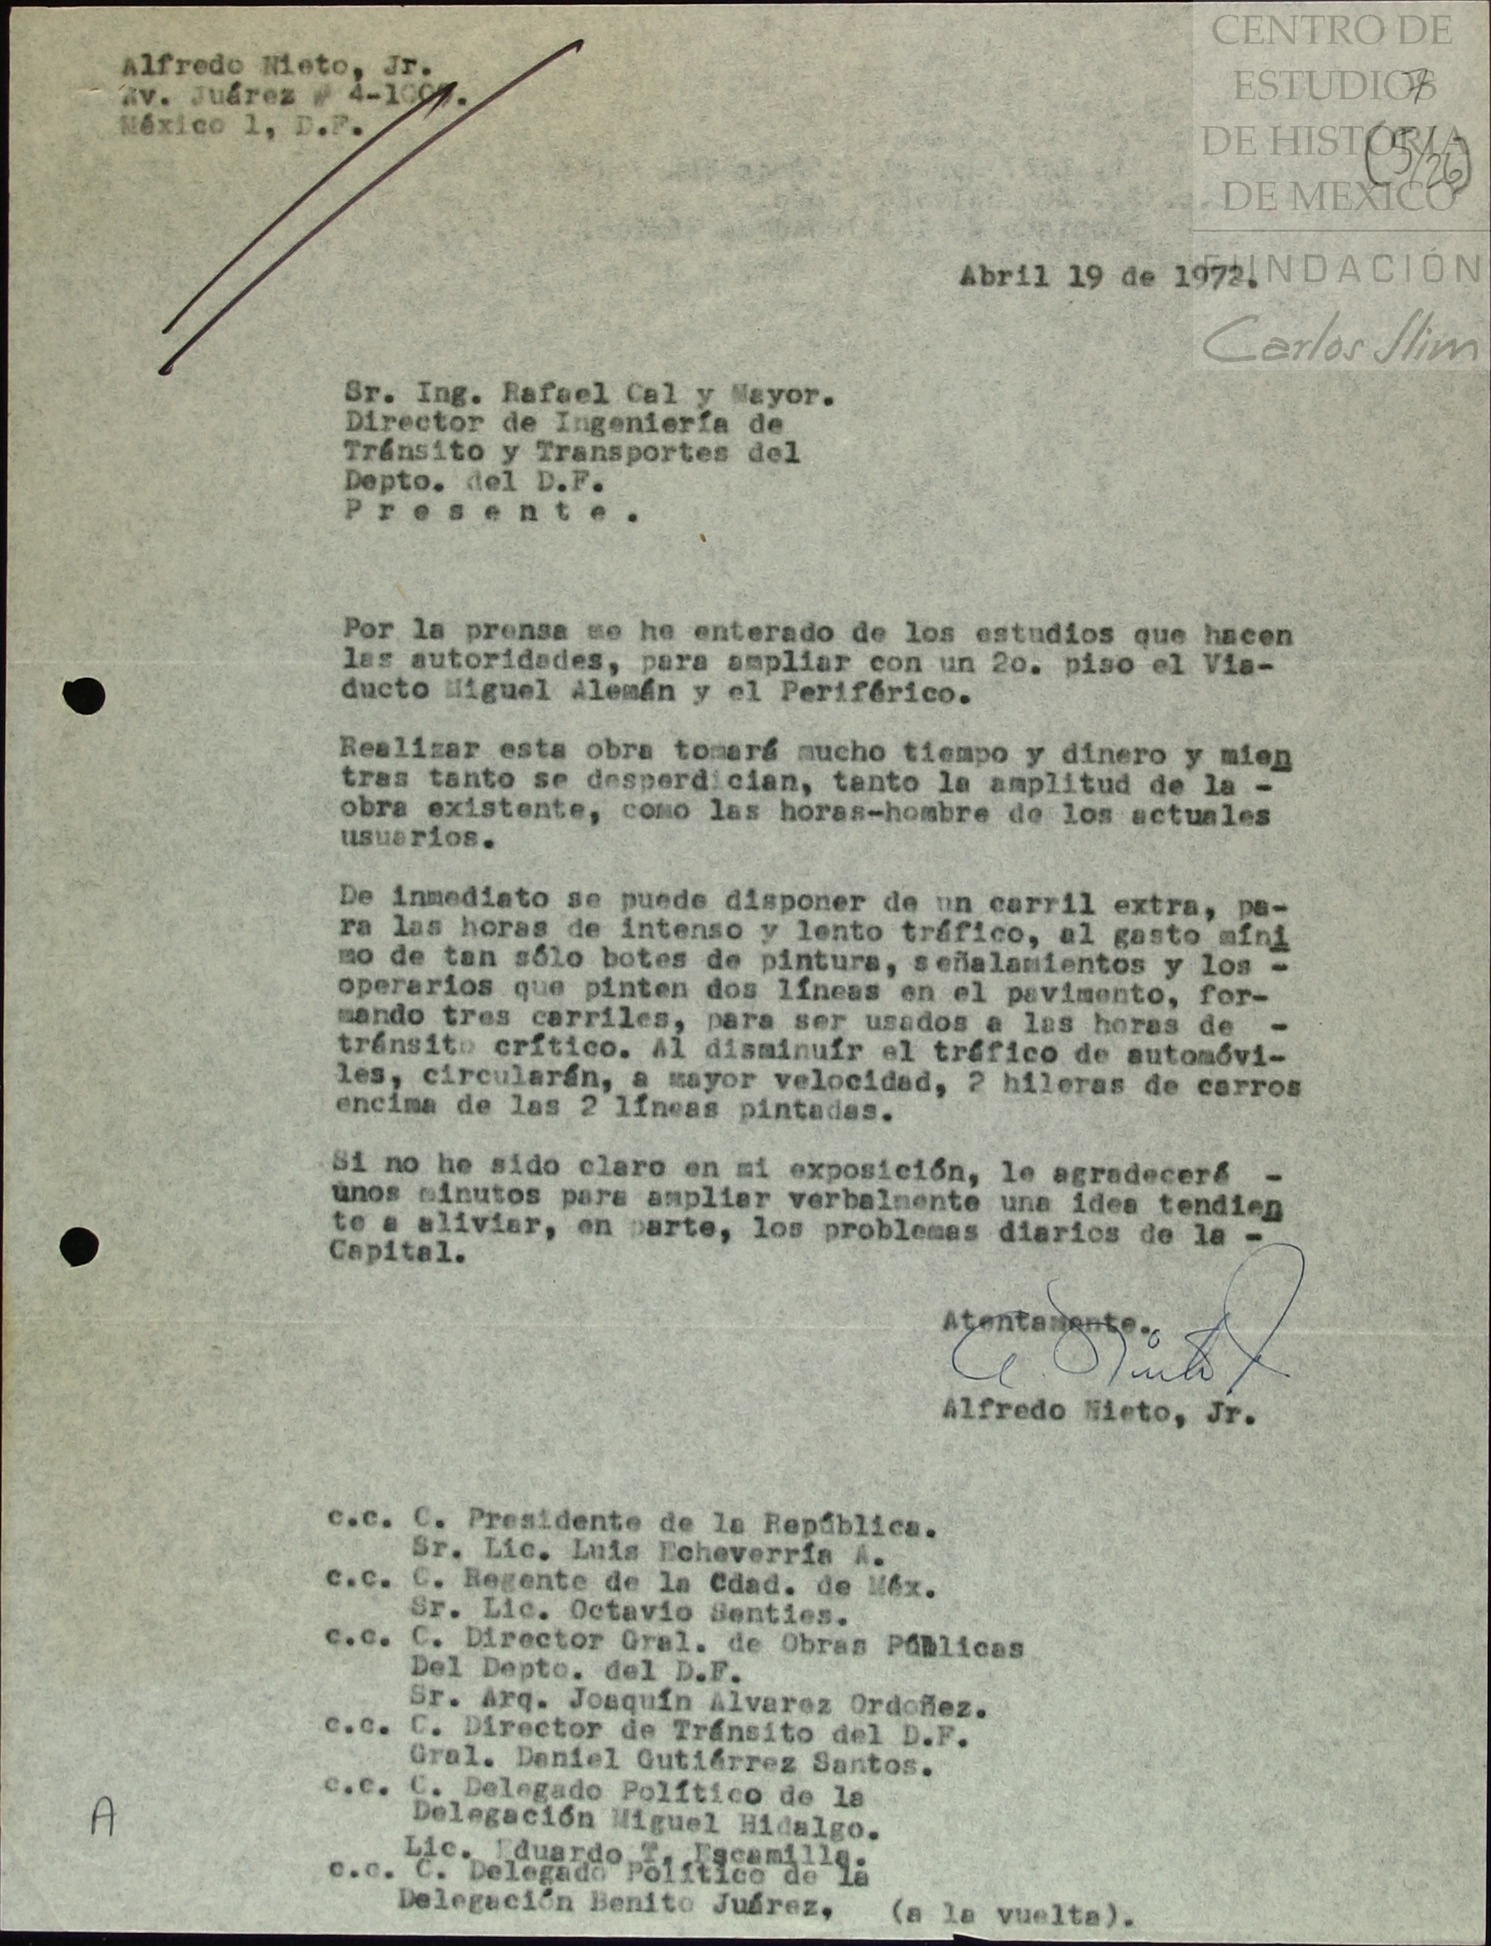 Alfredo Nieto, Jr.
Av. Juárez # 4-1009.
México 1, D.F.
CENTRO DE
ESTUDIOS
DE HISTORIA
DE MEXICO
FUNDACIÓN
Carlos Slim
7
(5/26)
Abril 19 de 1972.
Sr. Ing. Rafael Cal y Mayor.
Director de Ingeniería de
Tránsito y Transportes del
Depto. del D.F.
P r e s e n t e .
Por la prensa me he enterado de los estudios que hacen
las autoridades, para ampliar con un 2o. piso el Via-
ducto Miguel Alemán y el Periférico.
Realizar esta obra tomará mucho tiempo y dinero y mien
tras tanto se desperdician, tanto la amplitud de la -
obra existente, como las horas-hombre de los actuales
usuarios.
De inmediato se puede disponer de un carril extra, pa-
ra las horas de intenso y lento tráfico, al gasto míni
mo de tan sólo botes de pintura, señalamientos y los -
operarios que pinten dos líneas en el pavimento, for-
mando tres carriles, para ser usados a las horas de -
tránsito crítico. Al disminuír el tráfico de automóvi-
les, circularán, a mayor velocidad, 2 hileras de carros
encima de las 2 líneas pintadas.
Si no he sido claro en mi exposición, le agradeceré -
unos minutos para ampliar verbalmente una idea tendien
te a aliviar, en parte, los problemas diarios de la -
Capital.
Atentamente.
A. Nieto Jr
Alfredo Nieto, Jr.
c.c. C. Presidente de la República.
Sr. Lic. Luis Echeverría A.
c.c. C. Regente de la Cdad. de Méx.
Sr. Lic. Octavio Senties.
c.c. C. Director Gral. de Obras Públicas
Del Depto. del D.F.
Sr. Arq. Joaquín Alvarez Ordoñez.
c.c. C. Director de Tránsito del D.F.
Gral. Daniel Gutiérrez Santos.
c.c. C. Delegado Político de la
Delegación Miguel Hidalgo.
Lic. Eduardo T. Escamilla.
c.c. C. Delegado Político de la
Delegación Benito Juárez, (a la vuelta).
A